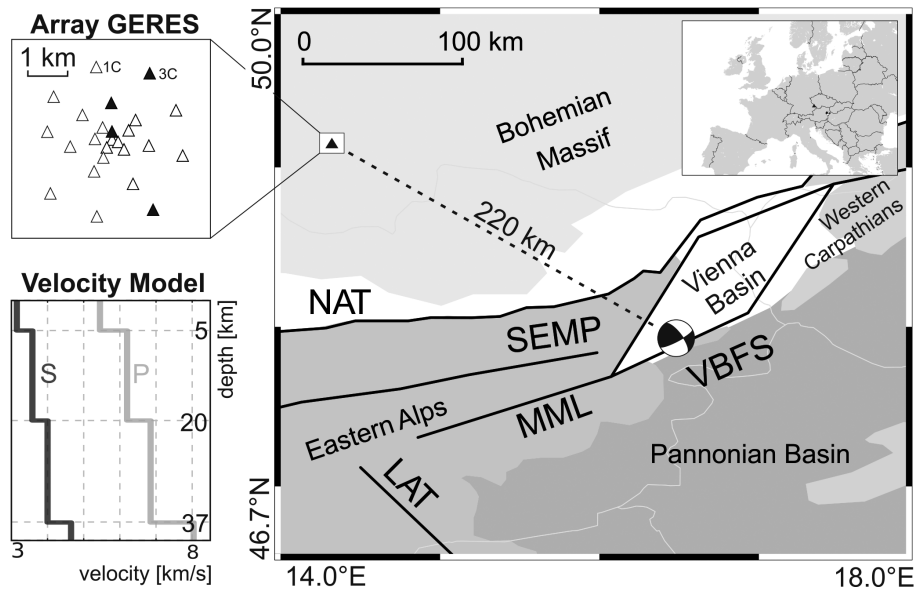 Array GERES
1 km
1C
3C
50.0°N
0
100 km
Bohemian
Massif
220 km
Western
Carpathians
Vienna
Basin
NAT
SEMP
VBFS
MML
Eastern Alps
LAT
Pannonian Basin
46.7°N
14.0°E
18.0°E
Velocity Model
5
S
P
depth [km]
20
37
3
8
velocity [km/s]